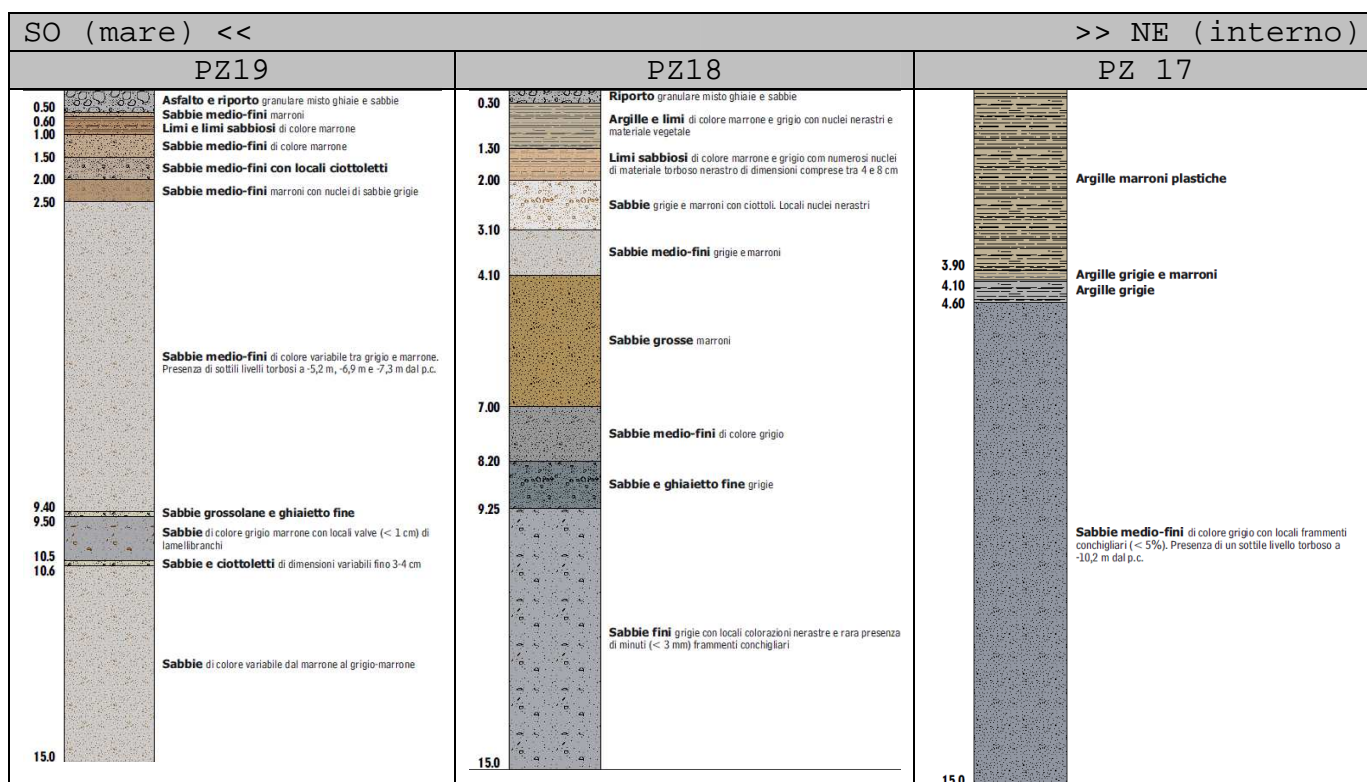 SO (mare) << >> NE (interno)
PZ19
PZ18
PZ 17
0.50
0.60
1.00
1.50
2.00
2.50
9.40
9.50
10.5
10.6
15.0
Asfalto e riporto granulare misto ghiaie e sabbie
Sabbie medio-fini marroni
Limi e limi sabbiosi di colore marrone
Sabbie medio-fini di colore marrone
Sabbie medio-fini con locali ciottoletti
Sabbie medio-fini marroni con nuclei di sabbie grigie
Sabbie medio-fini di colore variabile tra grigio e marrone.
Presenza di sottili livelli torbosi a -5,2 m, -6,9 m e -7,3 m dal p.c.
Sabbie grossolane e ghiaietto fine
Sabbie di colore grigio marrone con locali valve (< 1 cm) di
lamellibranchi
Sabbie e ciottoletti di dimensioni variabili fino 3-4 cm
Sabbie di colore variabile dal marrone al grigio-marrone
0.30
1.30
2.00
3.10
4.10
7.00
8.20
9.25
15.0
Riporto granulare misto ghiaie e sabbie
Argille e limi di colore marrone e grigio con nuclei nerastri e
materiale vegetale
Limi sabbiosi di colore marrone e grigio com numerosi nuclei
di materiale torboso nerastro di dimensioni comprese tra 4 e 8 cm
Sabbie grigie e marroni con ciottoli. Locali nuclei nerastri
Sabbie medio-fini grigie e marroni
Sabbie grosse marroni
Sabbie medio-fini di colore grigio
Sabbie e ghiaietto fine grigie
Sabbie fini grigie con locali colorazioni nerastre e rara presenza
di minuti (< 3 mm) frammenti conchigliari
3.90
4.10
4.60
15.0
Argille marroni plastiche
Argille grigie e marroni
Argille grigie
Sabbie medio-fini di colore grigio con locali frammenti
conchigliari (< 5%). Presenza di un sottile livello torboso a
-10,2 m dal p.c.